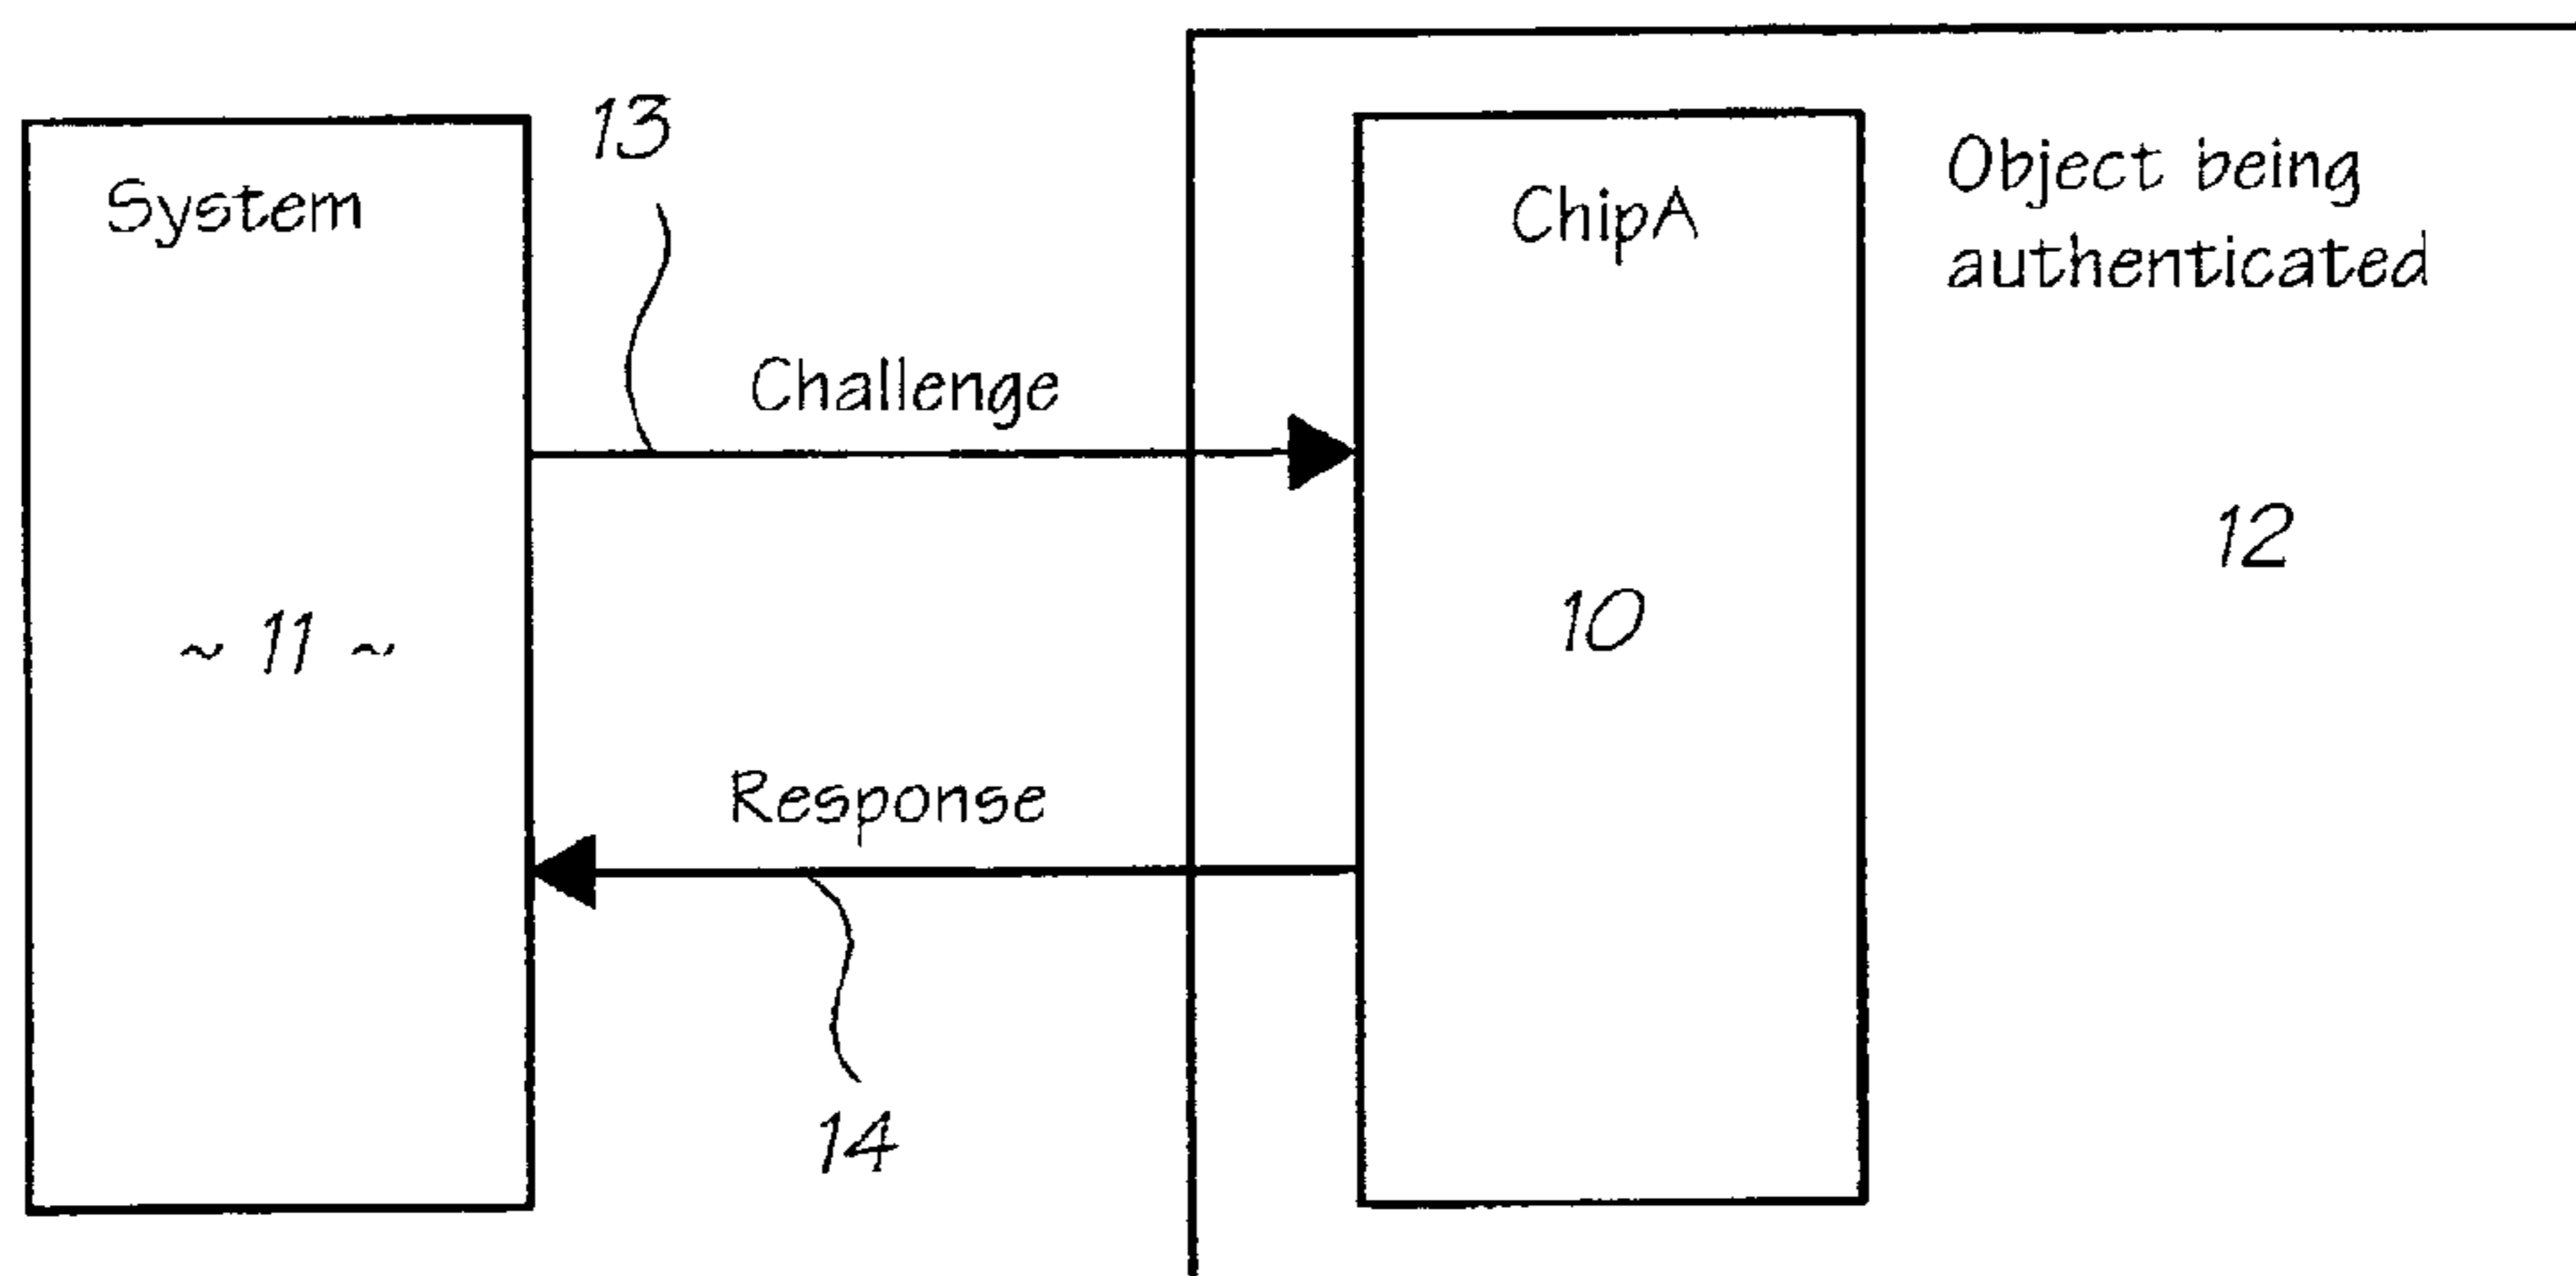 13
System
ChipA
Object being
authenticated
Challenge
12
~ 11 ~
10
Response
14